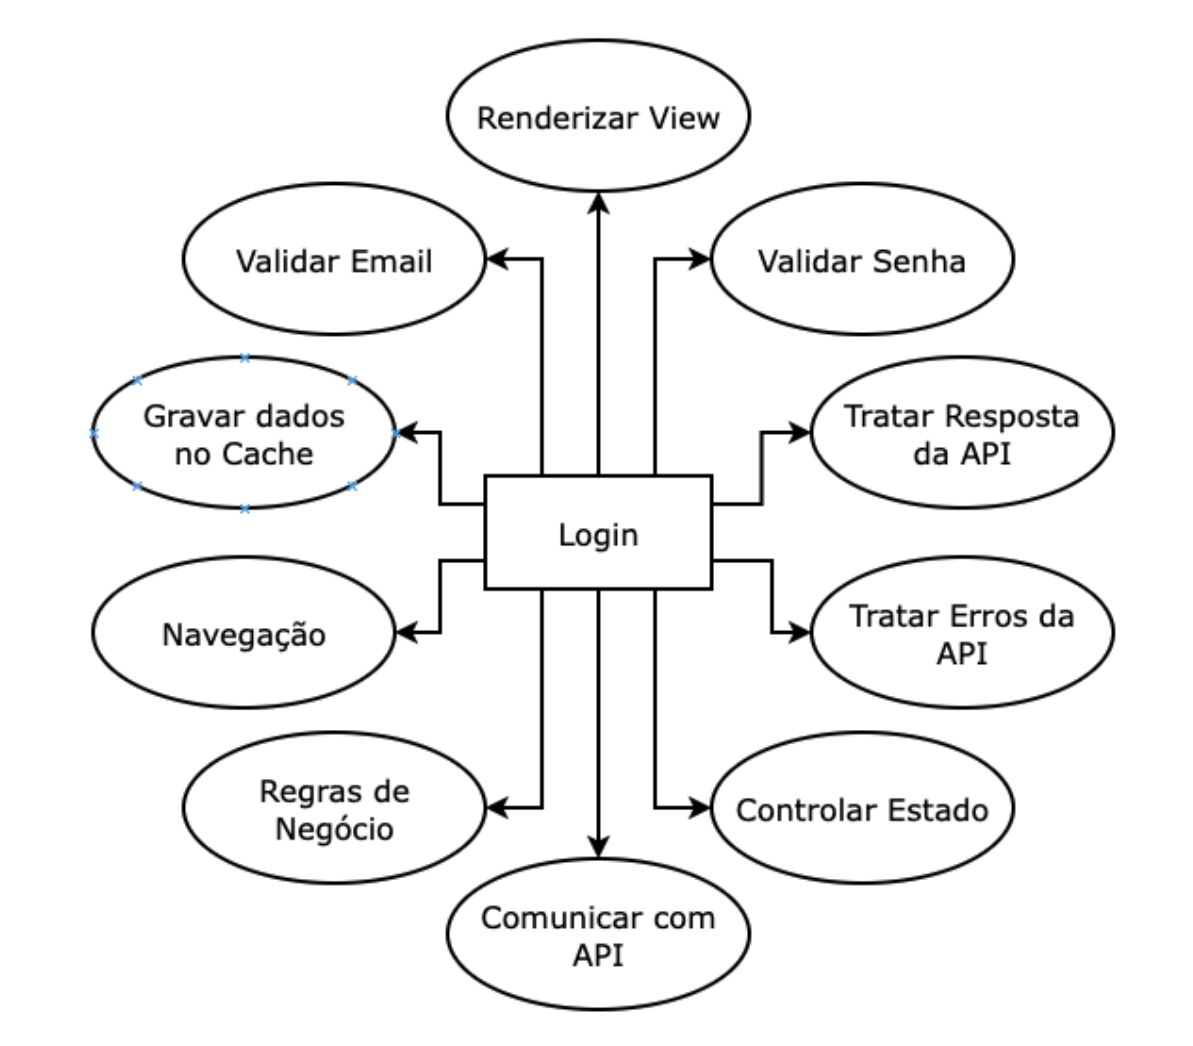 Renderizar View
Validar Email
Validar Senha
Gravar dados
no Cache
Tratar Resposta
da API
Login
Navegação
Tratar Erros da
API
Regras de
Negócio
Controlar Estado
Comunicar com
API